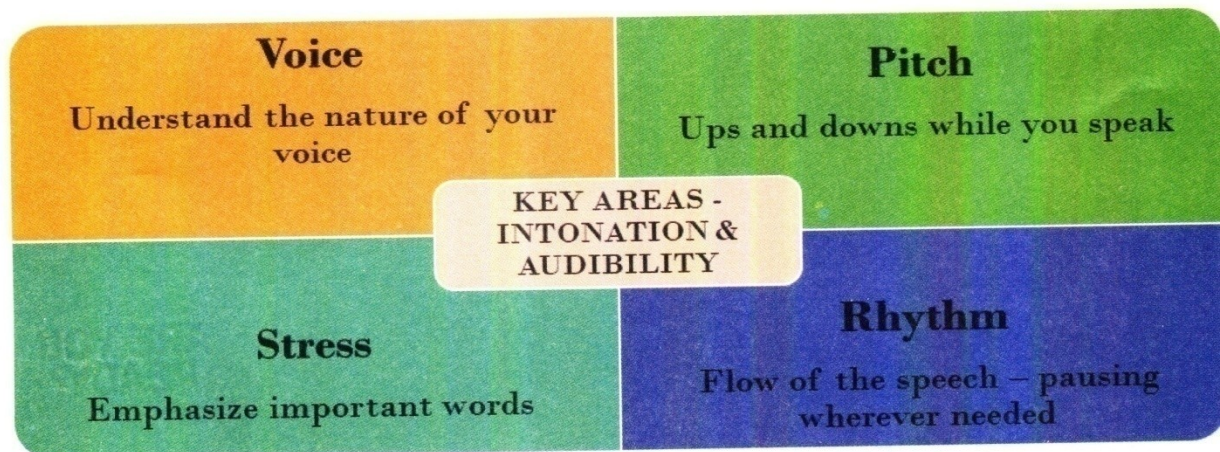 Voice
Understand the nature of your
voice
Pitch
Ups and downs while you speak
KEY AREAS -
INTONATION &
AUDIBILITY
Stress
Emphasize important words
Rhythm
Flow of the speech – pausing
wherever needed